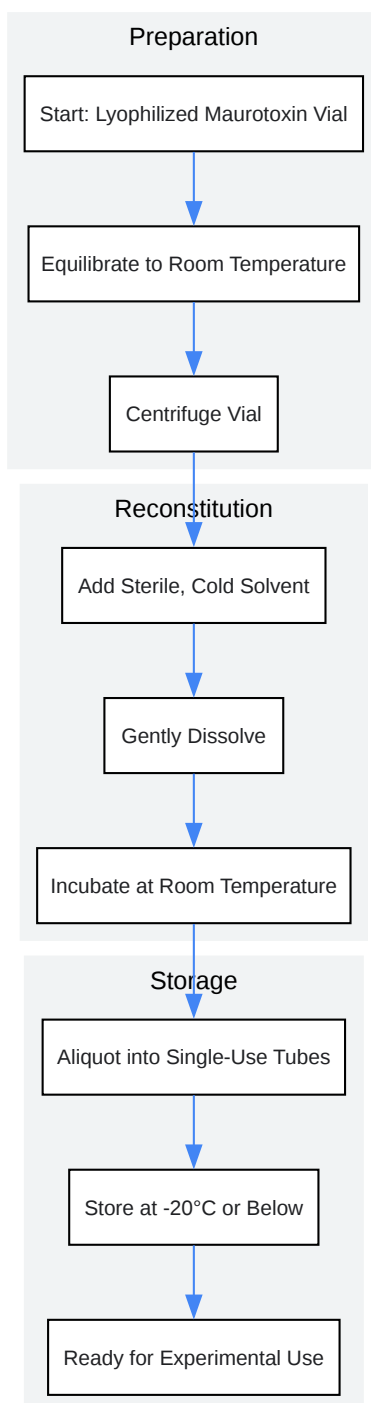 Preparation
Start: Lyophilized Maurotoxin Vial
Equilibrate to Room Temperature
Centrifuge Vial
Reconstitution
Add Sterile, Cold Solvent
Gently Dissolve
Incubate at Room Temperature
Storage
Aliquot into Single-Use Tubes
Store at -20°C or Below
Ready for Experimental Use